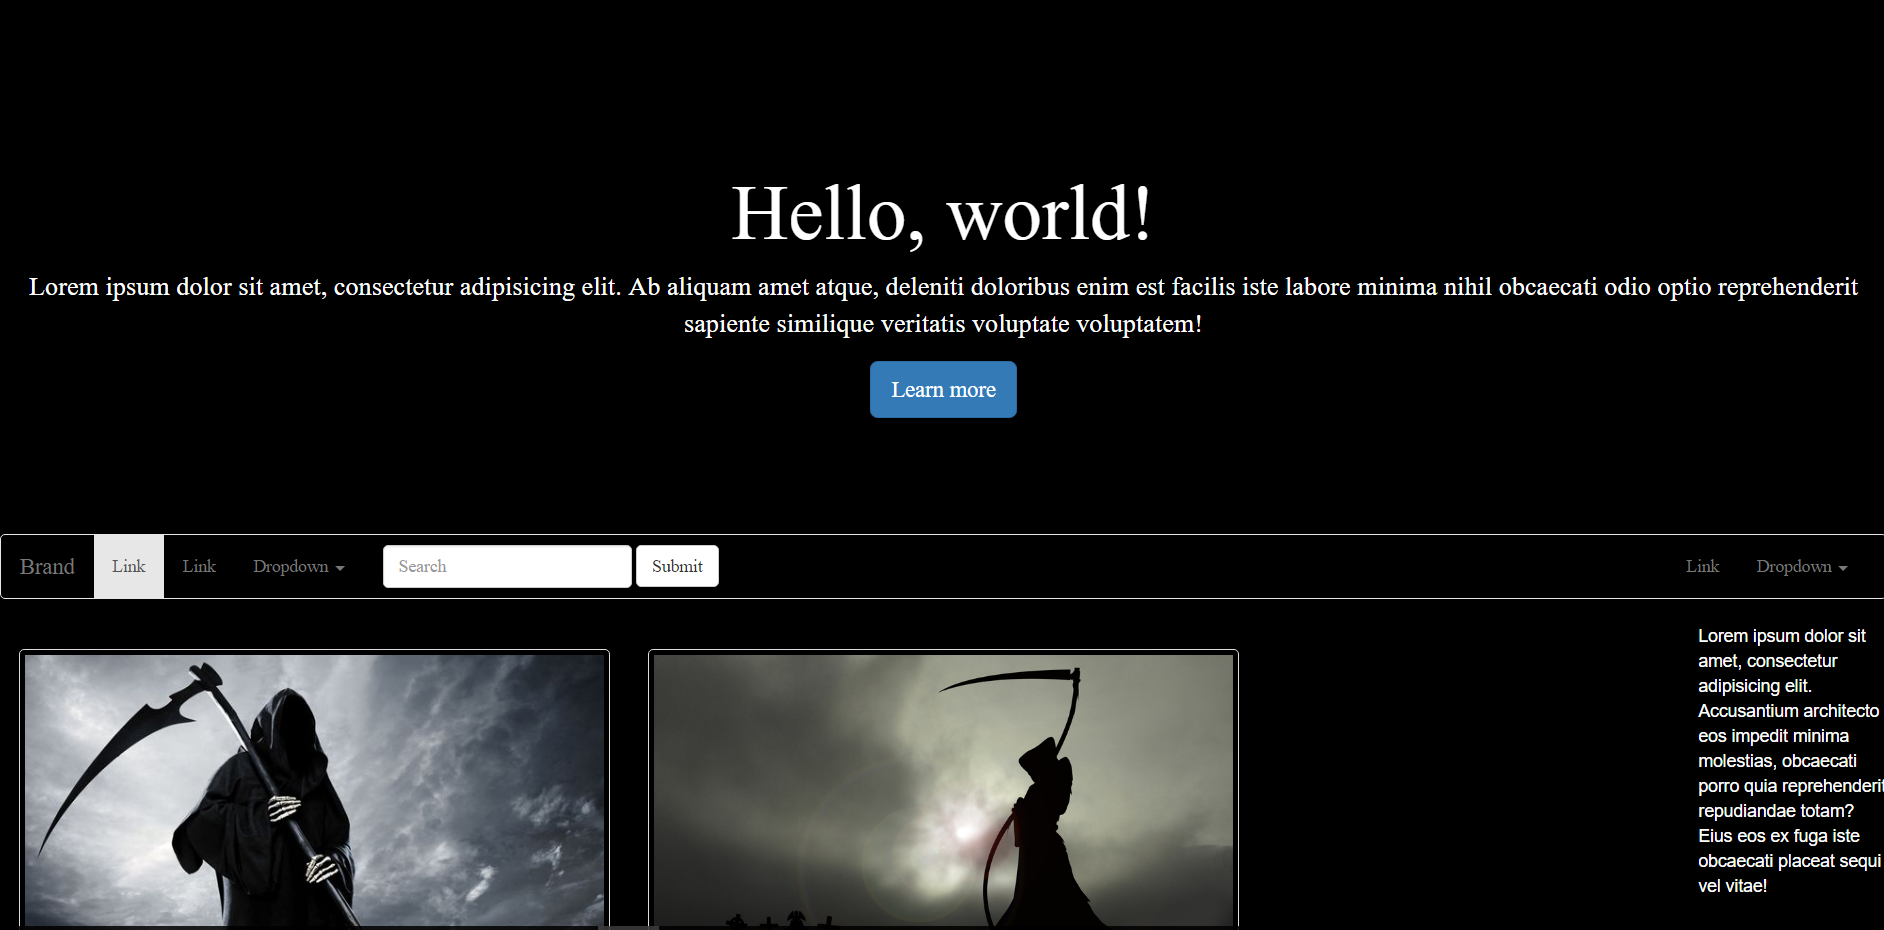 Hello, world!
Lorem ipsum dolor sit amet, consectetur adipisicing elit. Ab aliquam amet atque, deleniti doloribus enim est facilis iste labore minima nihil obcaecati odio optio reprehenderit
sapiente similique veritatis voluptate voluptatem!
Learn more
Brand Link Link Dropdown Search Submit Link Dropdown
Lorem ipsum dolor sit
amet, consectetur
adipisicing elit.
Accusantium architecto
eos impedit minima
molestias, obcaecati
porro quia reprehenderit
repudiandae totam?
Eius eos ex fuga iste
obcaecati placeat sequi
vel vitae!